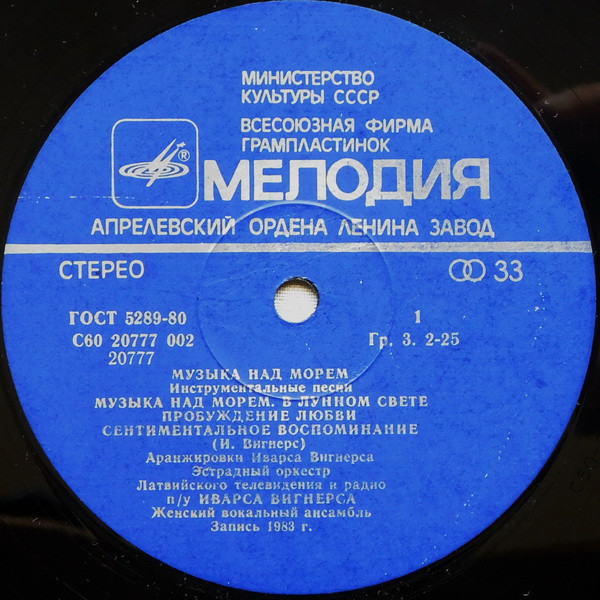 МИНИСТЕРСТВО
КУЛЬТУРЫ СССР
ВСЕСОЮЗНАЯ ФИРМА
ГРАМПЛАСТИНОК
®
МЕЛОДИЯ
АПРЕЛЕВСКИЙ ОРДЕНА ЛЕНИНА ЗАВОД
СТЕРЕО
33
ГОСТ 5289-80
1
С60 20777 002
Гр. 3. 2-25
20777
МУЗЫКА НАД МОРЕМ
Инструментальные песни
МУЗЫКА НАД МОРЕМ. В ЛУННОМ СВЕТЕ
ПРОБУЖДЕНИЕ ЛЮБВИ
СЕНТИМЕНТАЛЬНОЕ ВОСПОМИНАНИЕ
(И. Вигнерс)
Аранжировки Иварса Вигнерса
Эстрадный оркестр
Латвийского телевидения и радио
п/у ИВАРСА ВИГНЕРСА
Женский вокальный ансамбль
Запись 1983 г.